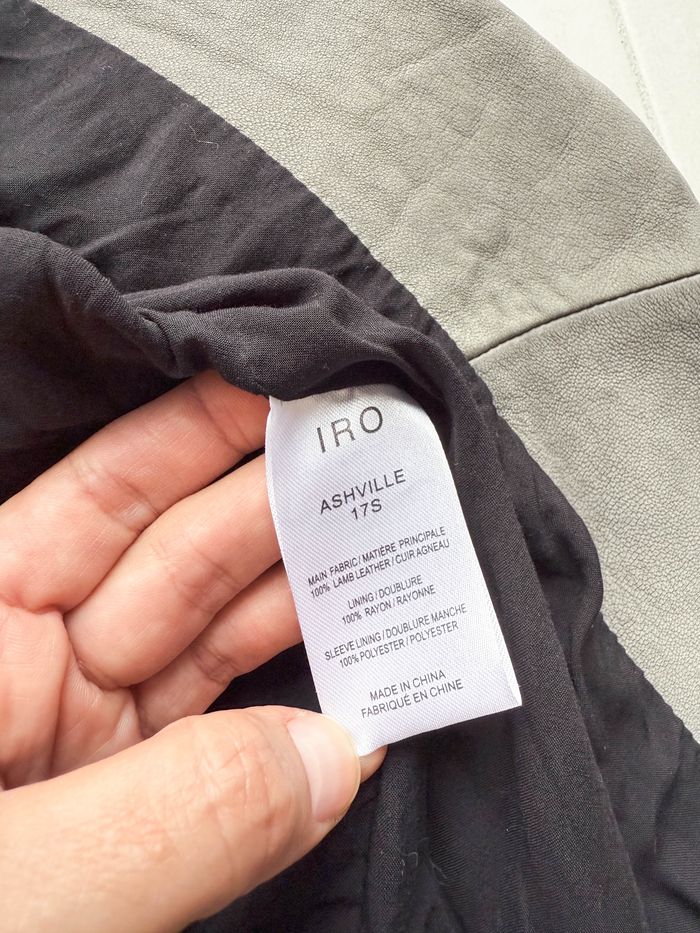 IRO
ASHVILLE
17S
MAIN FABRIC / MATIÈRE PRINCIPALE
100% LAMB LEATHER / CUIR AGNEAU
LINING / DOUBLURE
100% RAYON / RAYONNE
SLEEVE LINING / DOUBLURE MANCHE
100% POLYESTER / POLYESTER
MADE IN CHINA
FABRIQUÉ EN CHINE